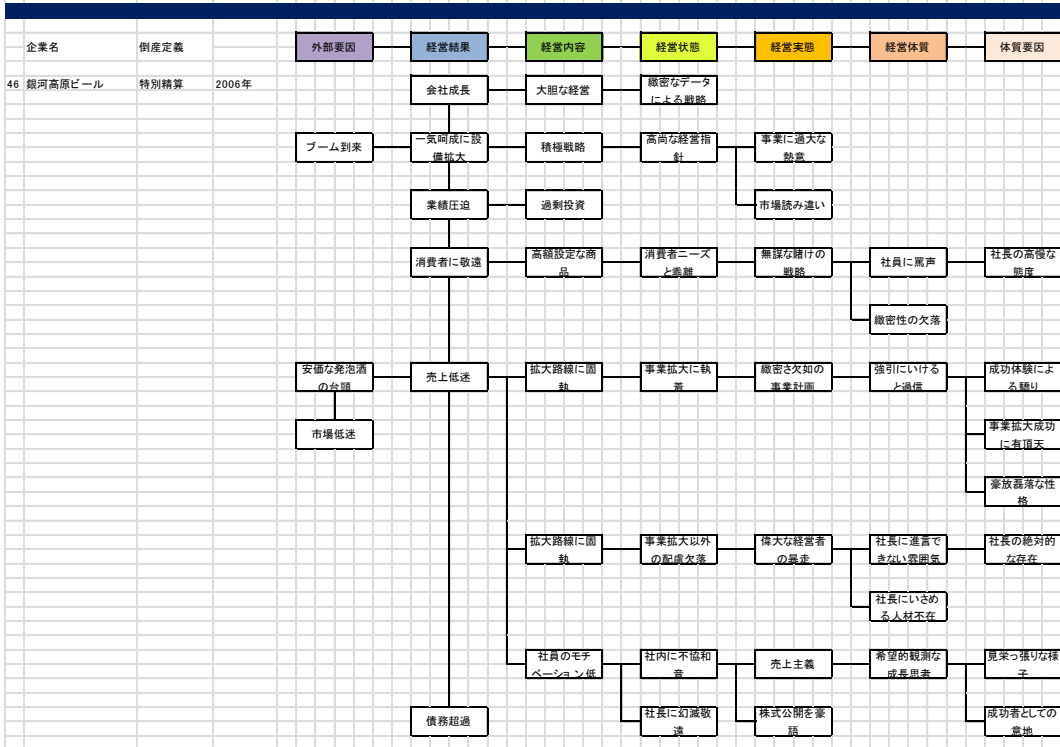 企業名 倒産定義 外部要因 経営結果 経営内容 経営状態 経営実態 経営体質 体質要因
46 銀河高原ビール 特別精算 2006年
会社成長 大胆な経営
緻密なデータ
による戦略
ブーム到来
一気呵成に設
備拡大
積極戦略
高尚な経営指
針
事業に過大な
熱意
業績圧迫 過剰投資 市場読み違い
消費者に敬遠
高額設定な商
品
消費者ニーズ
と乖離
無謀な賭けの
戦略
社員に罵声
社長の高慢な
態度
緻密性の欠落
安価な発泡酒
の台頭
売上低迷
拡大路線に固
執
事業拡大に執
着
緻密さ欠如の
事業計画
強引にいける
と過信
成功体験によ
る驕り
市場低迷
事業拡大成功
に有頂天
豪放磊落な性
格
拡大路線に固
執
事業拡大以外
の配慮欠落
偉大な経営者
の暴走
社長に進言で
きない雰囲気
社長の絶対的
な存在
社長にいさめ
る人材不在
社員のモチ
ベーション低
社内に不協和
音
売上主義
希望的観測な
成長思考
見栄っ張りな様
子
債務超過
社長に幻滅敬
遠
株式公開を豪
語
成功者としての
意地